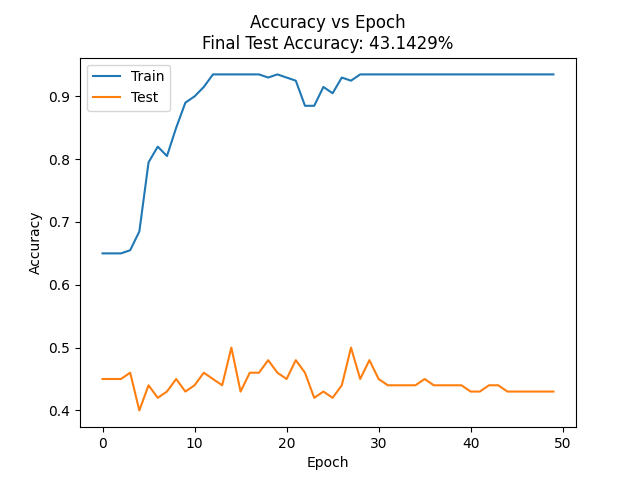 Accuracy vs Epoch
Final Test Accuracy: 43.1429%
Train
Test
0.9
0.8
0.7
0.6
0.5
0.4
Accuracy
0 10 20 30 40 50
Epoch